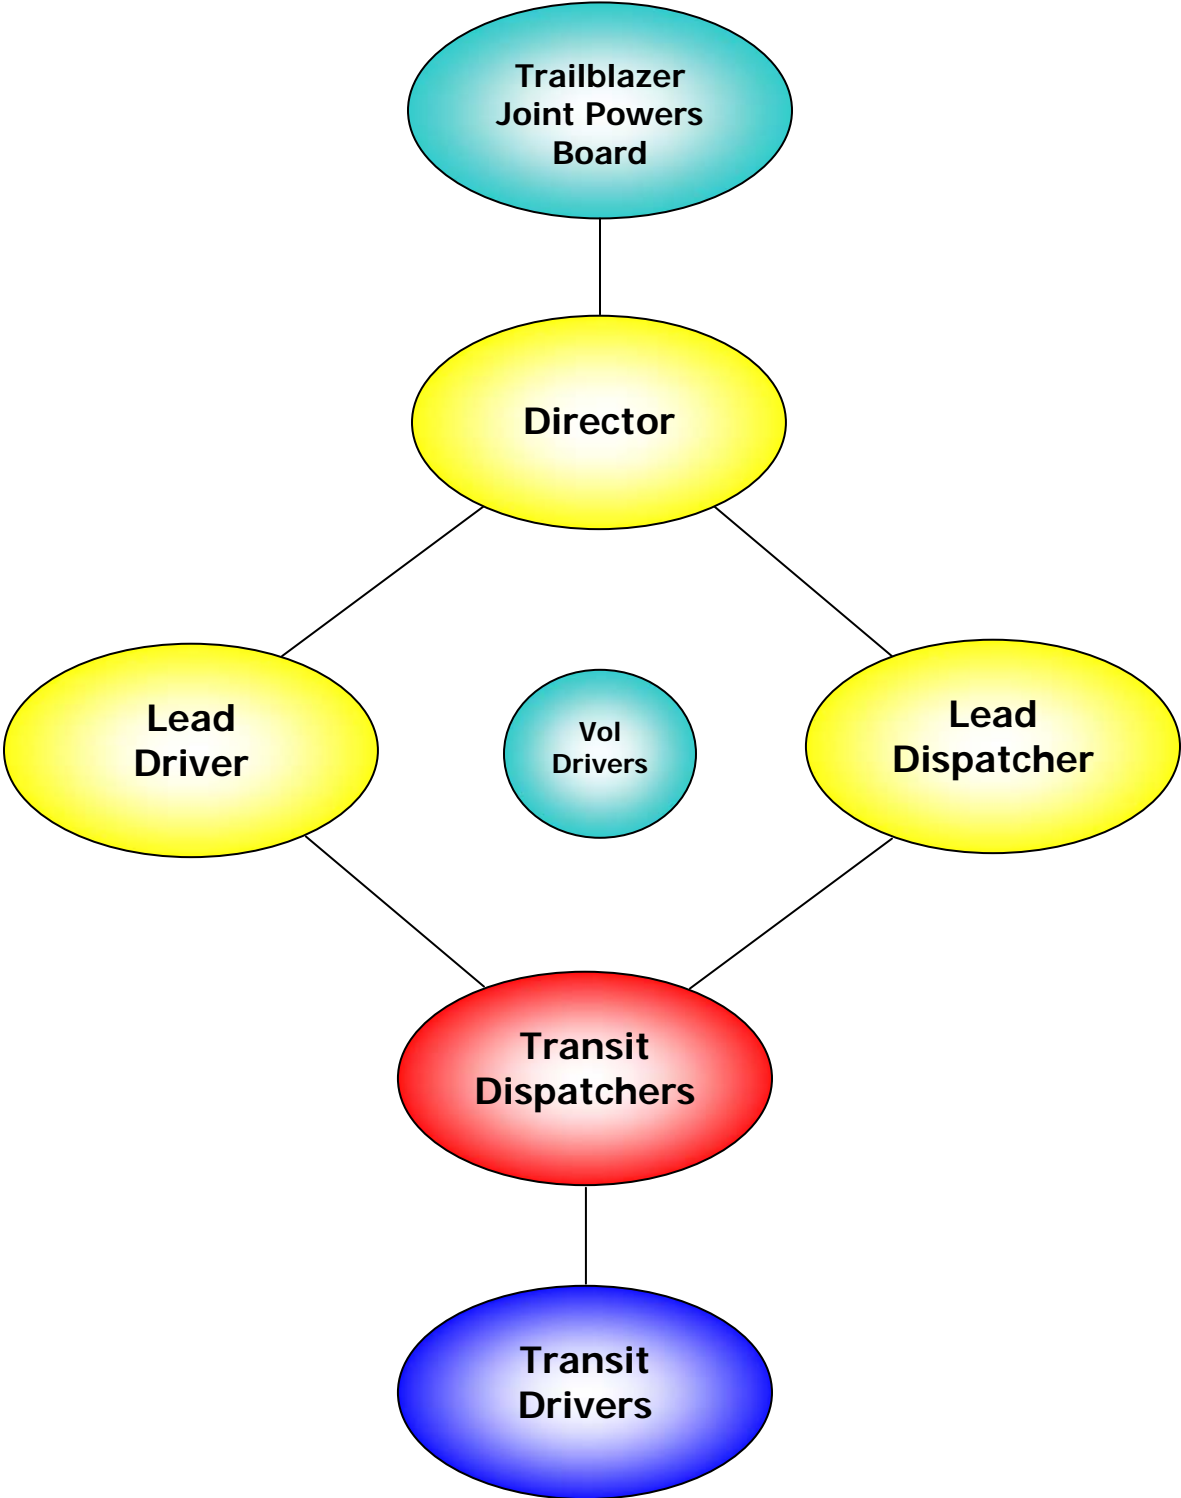 Trailblazer
Joint Powers
Board
Director
Lead
Driver
Vol
Drivers
Lead
Dispatcher
Transit
Dispatchers
Transit
Drivers